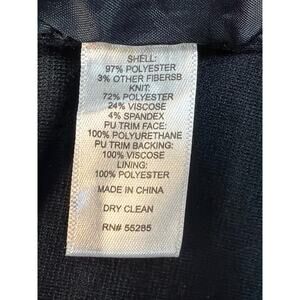 SHELL:
97% POLYESTER
3% OTHER FIBERSB
KNIT:
72% POLYESTER
24% VISCOSE
4% SPANDEX
PU TRIM FACE:
100% POLYURETHANE
PU TRIM BACKING:
100% VISCOSE
LINING:
100% POLYESTER
MADE IN CHINA
DRY CLEAN
RN# 55285